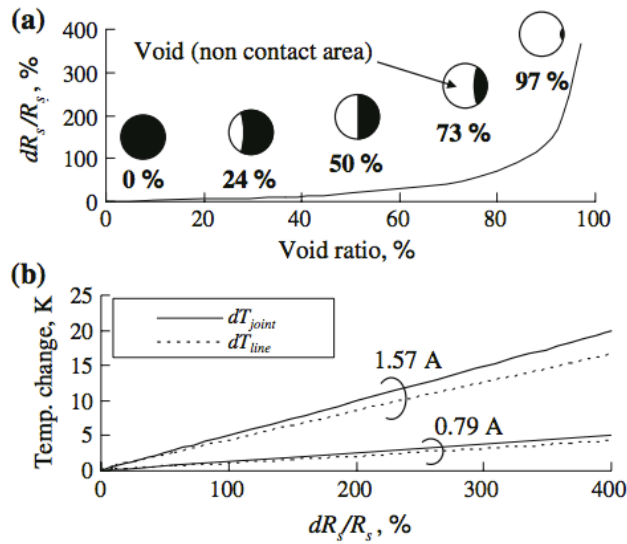 (a)
400
300
200
100
0
dR_s/R_s, %
Void (non contact area)
97 %
73 %
50 %
24 %
0 %
0 20 40 60 80 100
Void ratio, %
(b)
25
20
15
10
5
0
Temp. change, K
dT_joint
dT_line
1.57 A
0.79 A
0 100 200 300 400
dR_s/R_s, %